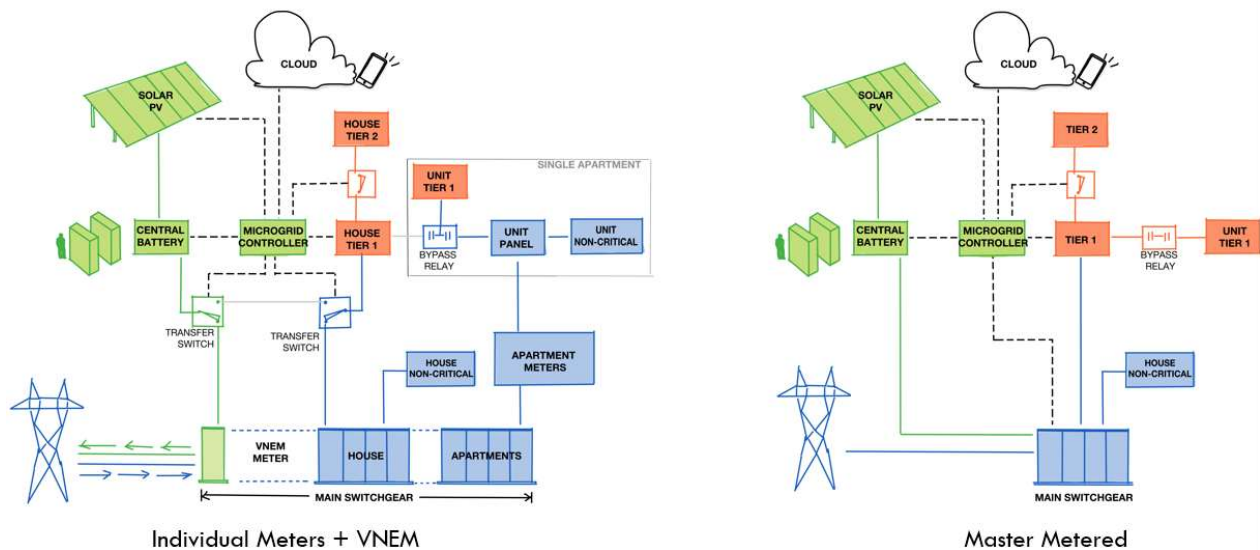 CLOUD
SOLAR
PV
HOUSE
TIER 2
SINGLE APARTMENT
UNIT
TIER 1
CENTRAL
BATTERY
MICROGRID
CONTROLLER
HOUSE
TIER 1
BYPASS
RELAY
UNIT
PANEL
UNIT
NON-CRITICAL
TRANSFER
SWITCH
TRANSFER
SWITCH
HOUSE
NON-CRITICAL
APARTMENT
METERS
VNEM
METER
HOUSE
APARTMENTS
MAIN SWITCHGEAR
Individual Meters + VNEM
CLOUD
SOLAR
PV
TIER 2
CENTRAL
BATTERY
MICROGRID
CONTROLLER
TIER 1
BYPASS
RELAY
UNIT
TIER 1
HOUSE
NON-CRITICAL
MAIN SWITCHGEAR
Master Metered